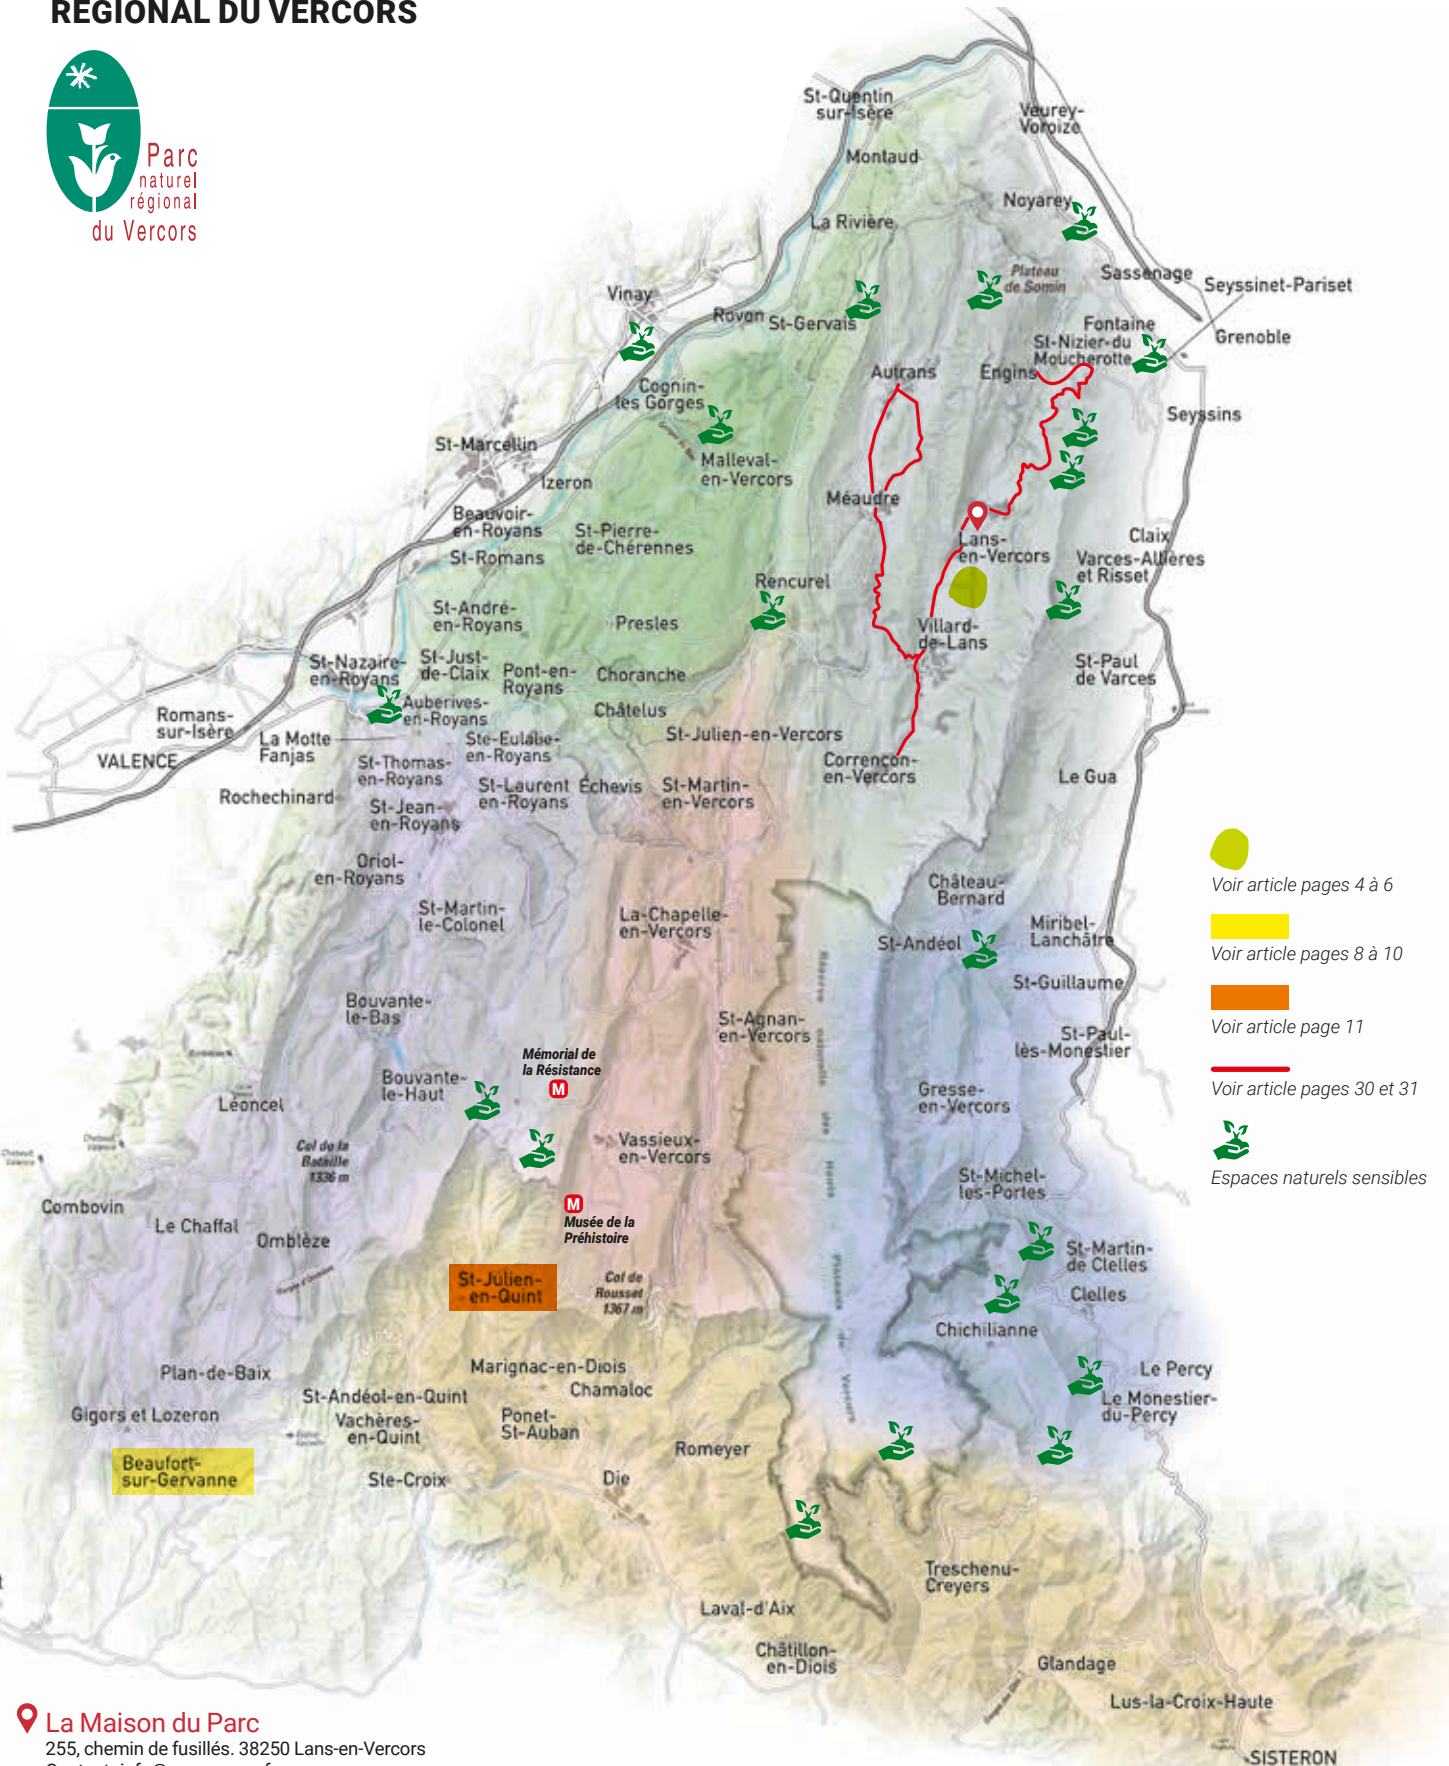 RÉGIONAL DU VERCORS
Parc
naturel
régional
du Vercors
St-Quentin
sur-Isère
Veurey-
Voroize
Montaud
Noyarey
La Rivière
Plateau
de Somin
Sassenage
Seyssinet-Pariset
Vinay
Rovon
St-Gervais
Fontaine
Grenoble
St-Nizier-du
Moucherotte
Autrans
Engins
Cognin-
les Gorges
Seyssins
St-Marcellin
Malleval-
en-Vercors
Izeron
Méaudre
Beauvoir-
en-Royans
St-Pierre-
de-Chérennes
Lans-
en-Vercors
Claix
Varces-Allières
et Risset
St-Romans
Rencurel
St-André-
en-Royans
Presles
Villard-
de-Lans
St-Nazaire-
en-Royans
St-Just-
de-Claix
Pont-en-
Royans
Choranche
St-Paul
de Varces
Auberives-
en-Royans
Châtelus
Romans-
sur-Isère
La Motte
Fanjas
Ste-Eulalie-
en-Royans
St-Julien-en-Vercors
VALENCE
St-Thomas-
en-Royans
Corrençon-
en-Vercors
Le Gua
Rochechinard
St-Laurent
en-Royans
Échevis
St-Martin-
en-Vercors
St-Jean-
en-Royans
Oriol-
en-Royans
Château-
Bernard
Voir article pages 4 à 6
St-Martin-
le-Colonel
La-Chapelle-
en-Vercors
St-Andéol
Miribel-
Lanchâtre
Voir article pages 8 à 10
St-Guillaume
Bouvante-
le-Bas
St-Agnan-
en-Vercors
Voir article page 11
St-Paul-
lès-Monestier
Mémorial de
la Résistance
M
Bouvante-
le-Haut
Gresse-
en-Vercors
Voir article pages 30 et 31
Léoncel
Col de la
Bataille
1336 m
Vassieux-
en-Vercors
Réserve naturelle des Hauts Plateaux du Vercors
St-Michel-
les-Portes
Espaces naturels sensibles
Combovin
M
Musée de la
Préhistoire
Le Chaffal
Omblèze
St-Martin-
de Clelles
St-Julien-
en-Quint
Col de
Rousset
1367 m
Clelles
Chichilianne
Plan-de-Baix
Marignac-en-Diois
Le Percy
St-Andéol-en-Quint
Chamaloc
Le Monestier-
du-Percy
Gigors et Lozeron
Vachères-
en-Quint
Ponet-
St-Auban
Romeyer
Beaufort-
sur-Gervanne
Ste-Croix
Die
Treschenu-
Creyers
Laval-d'Aix
Châtillon-
en-Diois
Glandage
Lus-la-Croix-Haute
SISTERON
La Maison du Parc
255, chemin de fusillés. 38250 Lans-en-Vercors